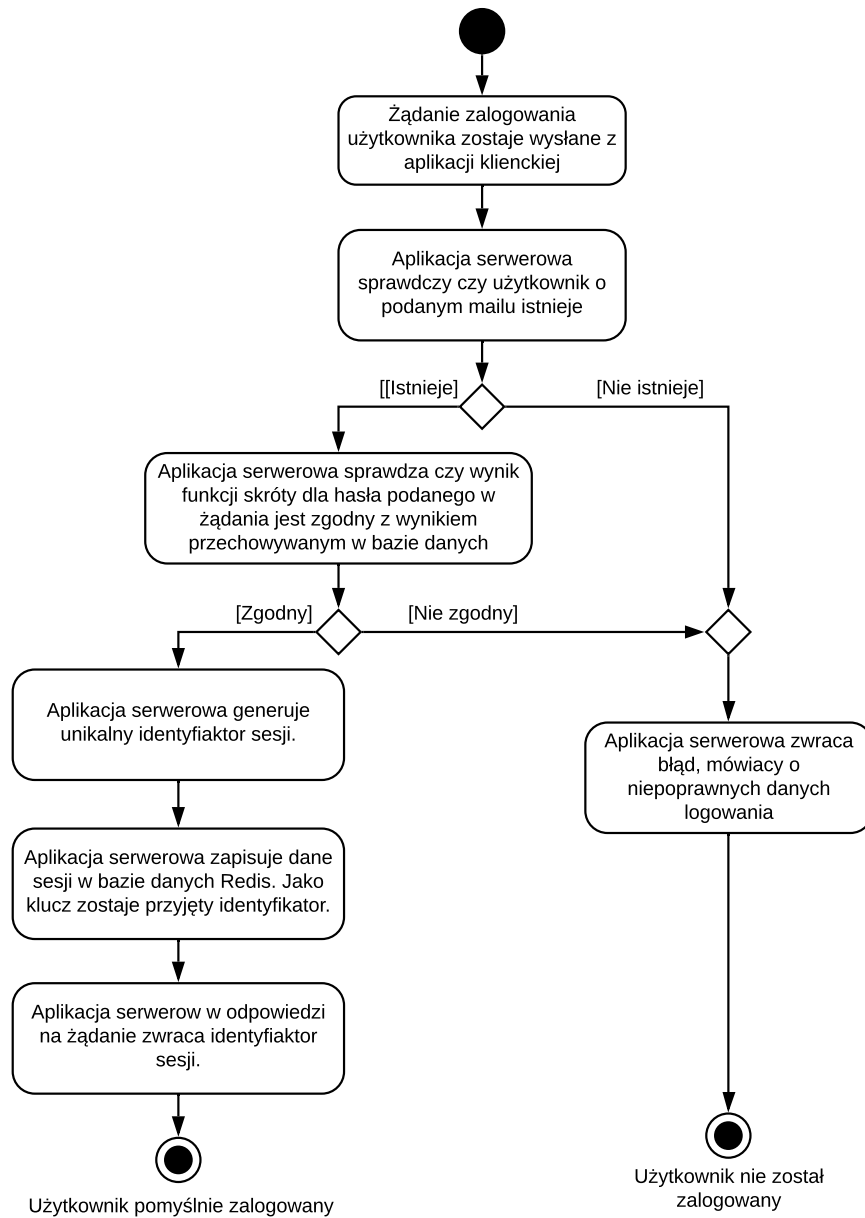 Żądanie zalogowania
użytkownika zostaje wysłane z
aplikacji klienckiej
Aplikacja serwerowa
sprawdczy czy użytkownik o
podanym mailu istnieje
[[Istnieje]
[Nie istnieje]
Aplikacja serwerowa sprawdza czy wynik
funkcji skróty dla hasła podanego w
żądania jest zgodny z wynikiem
przechowywanym w bazie danych
[Zgodny]
[Nie zgodny]
Aplikacja serwerowa generuje
unikalny identyfiaktor sesji.
Aplikacja serwerowa zwraca
błąd, mówiacy o
niepoprawnych danych
logowania
Aplikacja serwerowa zapisuje dane
sesji w bazie danych Redis. Jako
klucz zostaje przyjęty identyfikator.
Aplikacja serwerow w odpowiedzi
na żądanie zwraca identyfiaktor
sesji.
Użytkownik nie został
zalogowany
Użytkownik pomyślnie zalogowany